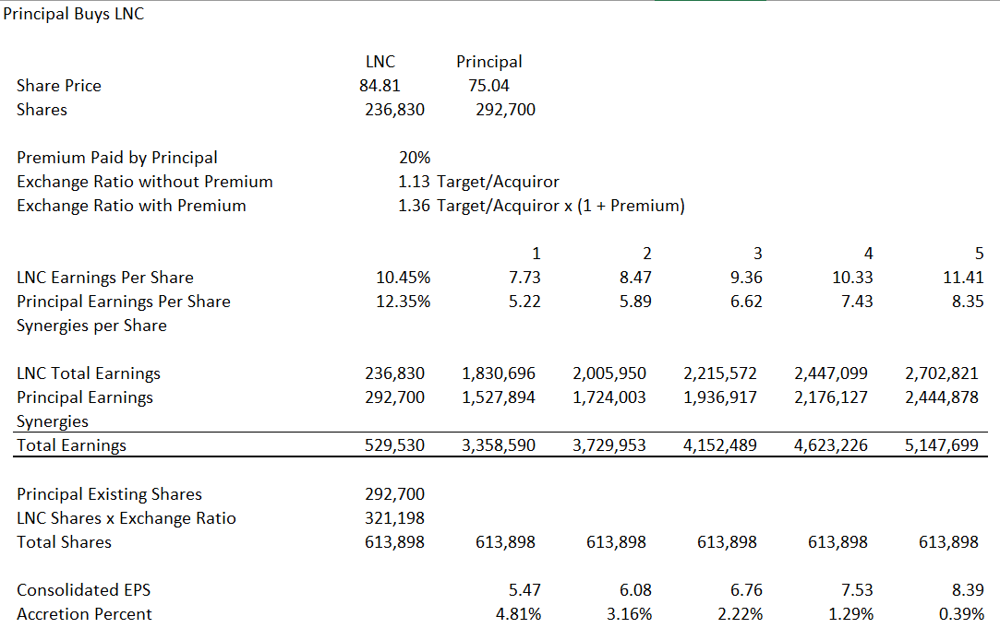 Principal Buys LNC
LNC Principal
Share Price 84.81 75.04
Shares 236,830 292,700
Premium Paid by Principal 20%
Exchange Ratio without Premium 1.13 Target/Acquiror
Exchange Ratio with Premium 1.36 Target/Acquiror x (1 + Premium)
1 2 3 4 5
LNC Earnings Per Share 10.45% 7.73 8.47 9.36 10.33 11.41
Principal Earnings Per Share 12.35% 5.22 5.89 6.62 7.43 8.35
Synergies per Share
LNC Total Earnings 236,830 1,830,696 2,005,950 2,215,572 2,447,099 2,702,821
Principal Earnings 292,700 1,527,894 1,724,003 1,936,917 2,176,127 2,444,878
Synergies
Total Earnings 529,530 3,358,590 3,729,953 4,152,489 4,623,226 5,147,699
Principal Existing Shares 292,700
LNC Shares x Exchange Ratio 321,198
Total Shares 613,898 613,898 613,898 613,898 613,898 613,898
Consolidated EPS 5.47 6.08 6.76 7.53 8.39
Accretion Percent 4.81% 3.16% 2.22% 1.29% 0.39%